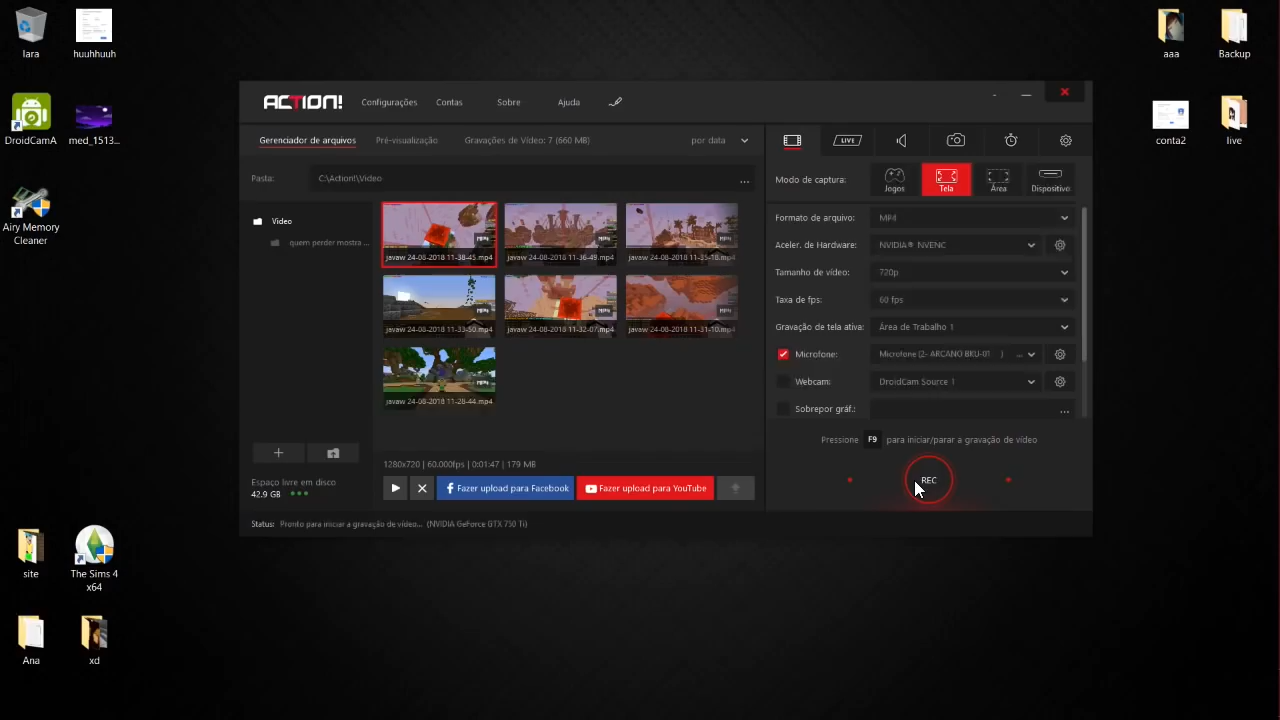 lara
huuhhuuh
DroidCamA
med_1513...
Airy Memory
Cleaner
site
The Sims 4
x64
Ana
xd
aaa
Backup
conta2
live
ACTION!
Configurações
Contas
Sobre
Ajuda
Gerenciador de arquivos
Pré-visualização
Gravações de Vídeo: 7 (660 MB)
por data
Pasta:
C:\Action!\Video
...
Video
quem perder mostra ...
javaw 24-08-2018 11-38-45.mp4
javaw 24-08-2018 11-36-49.mp4
javaw 24-08-2018 11-35-18.mp4
javaw 24-08-2018 11-33-50.mp4
javaw 24-08-2018 11-32-07.mp4
javaw 24-08-2018 11-31-10.mp4
javaw 24-08-2018 11-28-44.mp4
Espaço livre em disco
42.9 GB
1280x720 | 60.000fps | 0:01:47 | 179 MB
Fazer upload para Facebook
Fazer upload para YouTube
Status: Pronto para iniciar a gravação de vídeo... (NVIDIA GeForce GTX 750 Ti)
LIVE
Modo de captura:
Jogos
Tela
Área
Dispositivo
Formato de arquivo: MP4
Aceler. de Hardware: NVIDIA® NVENC
Tamanho de vídeo: 720p
Taxa de fps: 60 fps
Gravação de tela ativa: Área de Trabalho 1
Microfone: Microfone (2- ARCANO BKU-01 ) ...
Webcam: DroidCam Source 1
Sobrepor gráf.: ...
Pressione F9 para iniciar/parar a gravação de vídeo
REC